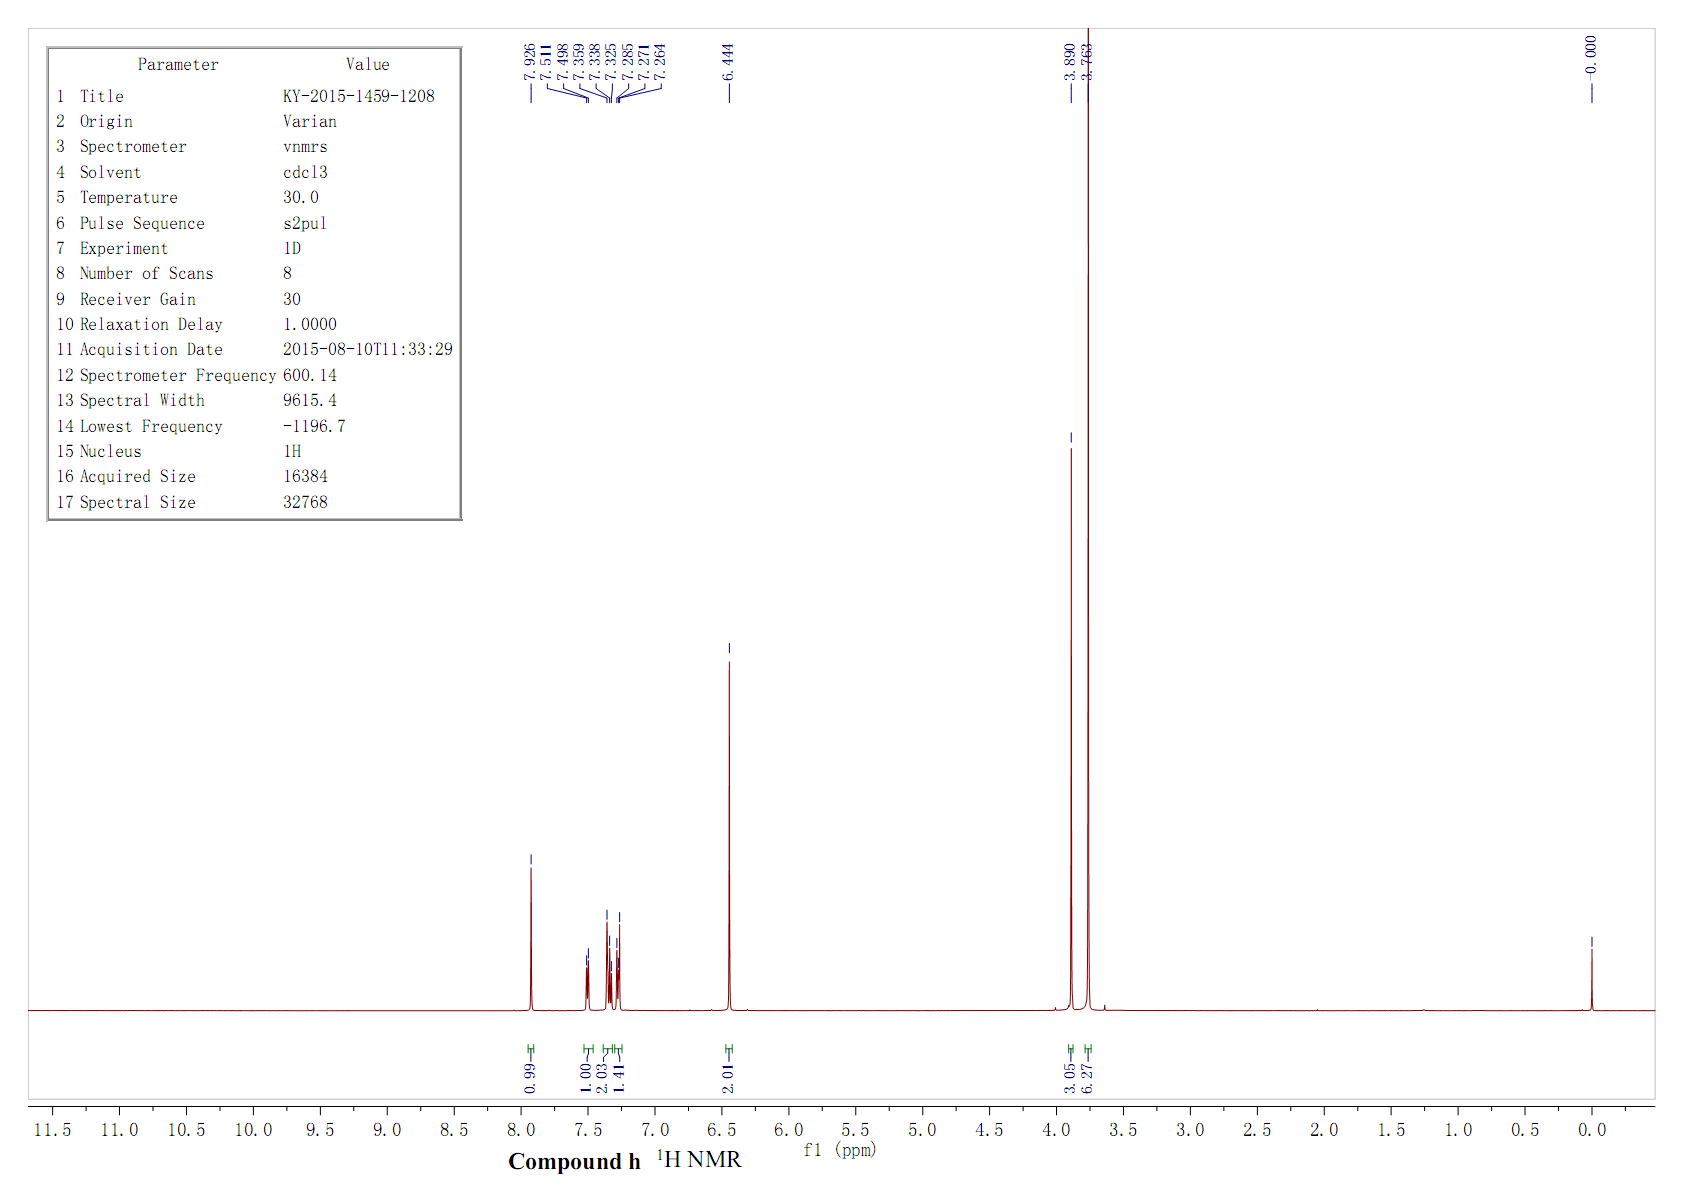 Parameter Value
1 Title KY-2015-1459-1208
2 Origin Varian
3 Spectrometer vnmrs
4 Solvent cdcl3
5 Temperature 30.0
6 Pulse Sequence s2pul
7 Experiment 1D
8 Number of Scans 8
9 Receiver Gain 30
10 Relaxation Delay 1.0000
11 Acquisition Date 2015-08-10T11:33:29
12 Spectrometer Frequency 600.14
13 Spectral Width 9615.4
14 Lowest Frequency -1196.7
15 Nucleus 1H
16 Acquired Size 16384
17 Spectral Size 32768
7.926
7.511
7.498
7.359
7.338
7.325
7.285
7.271
7.264
6.444
3.890
3.763
-0.000
0.99
1.00
2.03
1.41
2.01
3.05
6.27
11.5 11.0 10.5 10.0 9.5 9.0 8.5 8.0 7.5 7.0 6.5 6.0 5.5 5.0 4.5 4.0 3.5 3.0 2.5 2.0 1.5 1.0 0.5 0.0
f1 (ppm)
Compound h ¹H NMR